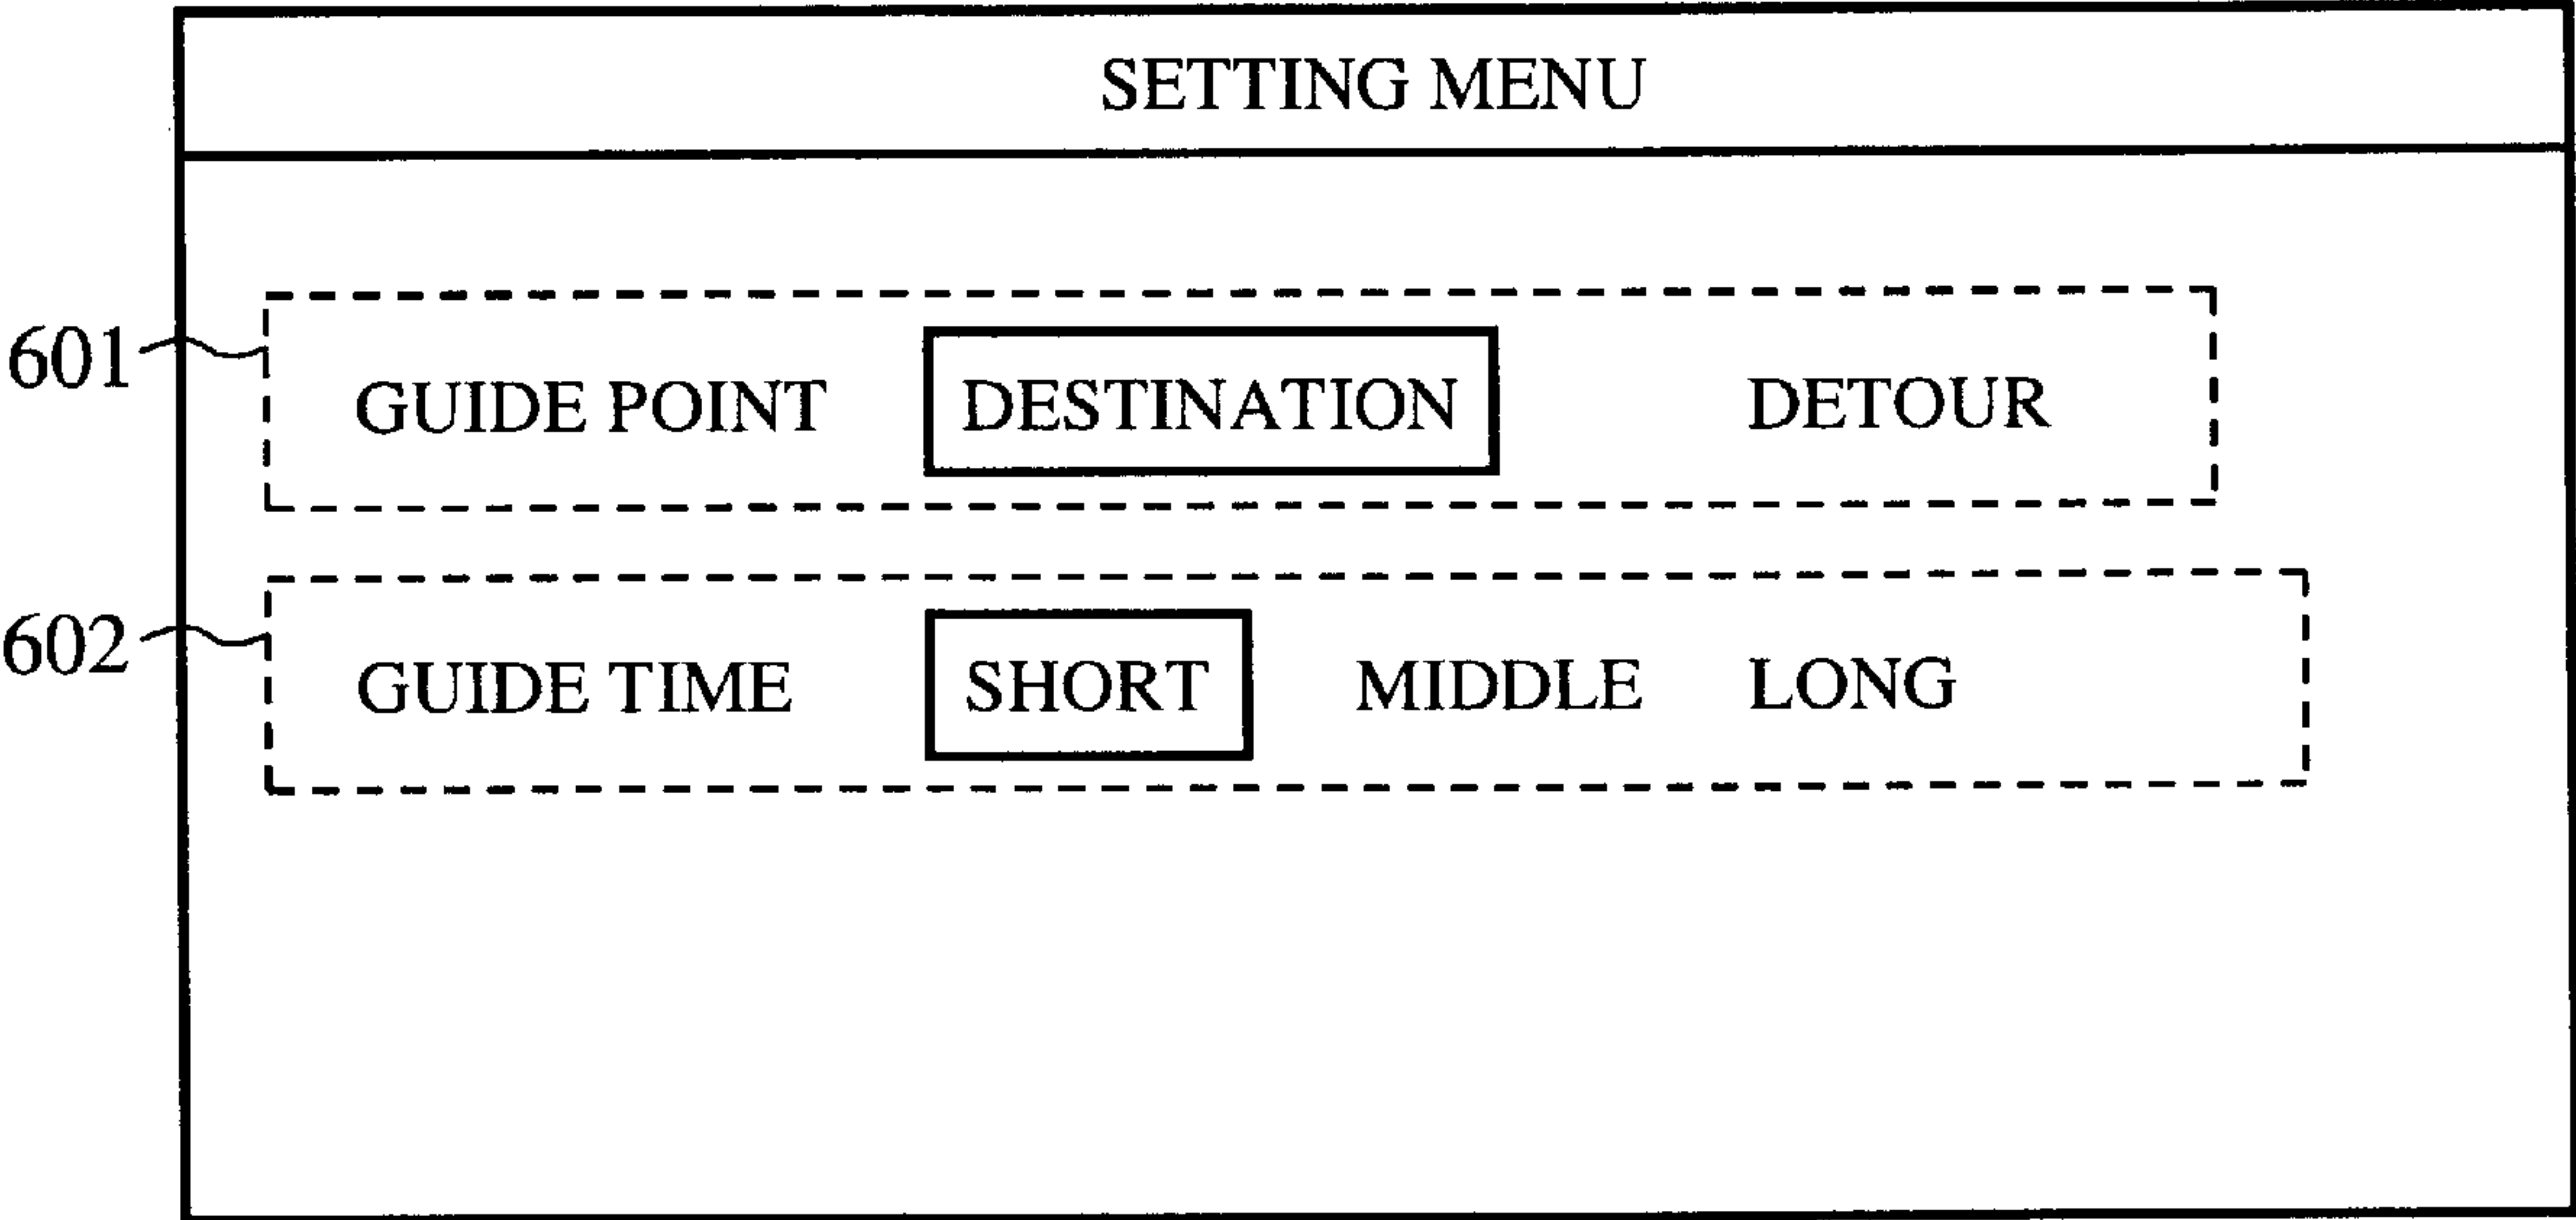 SETTING MENU
601
GUIDE POINT DESTINATION DETOUR
602
GUIDE TIME SHORT MIDDLE LONG